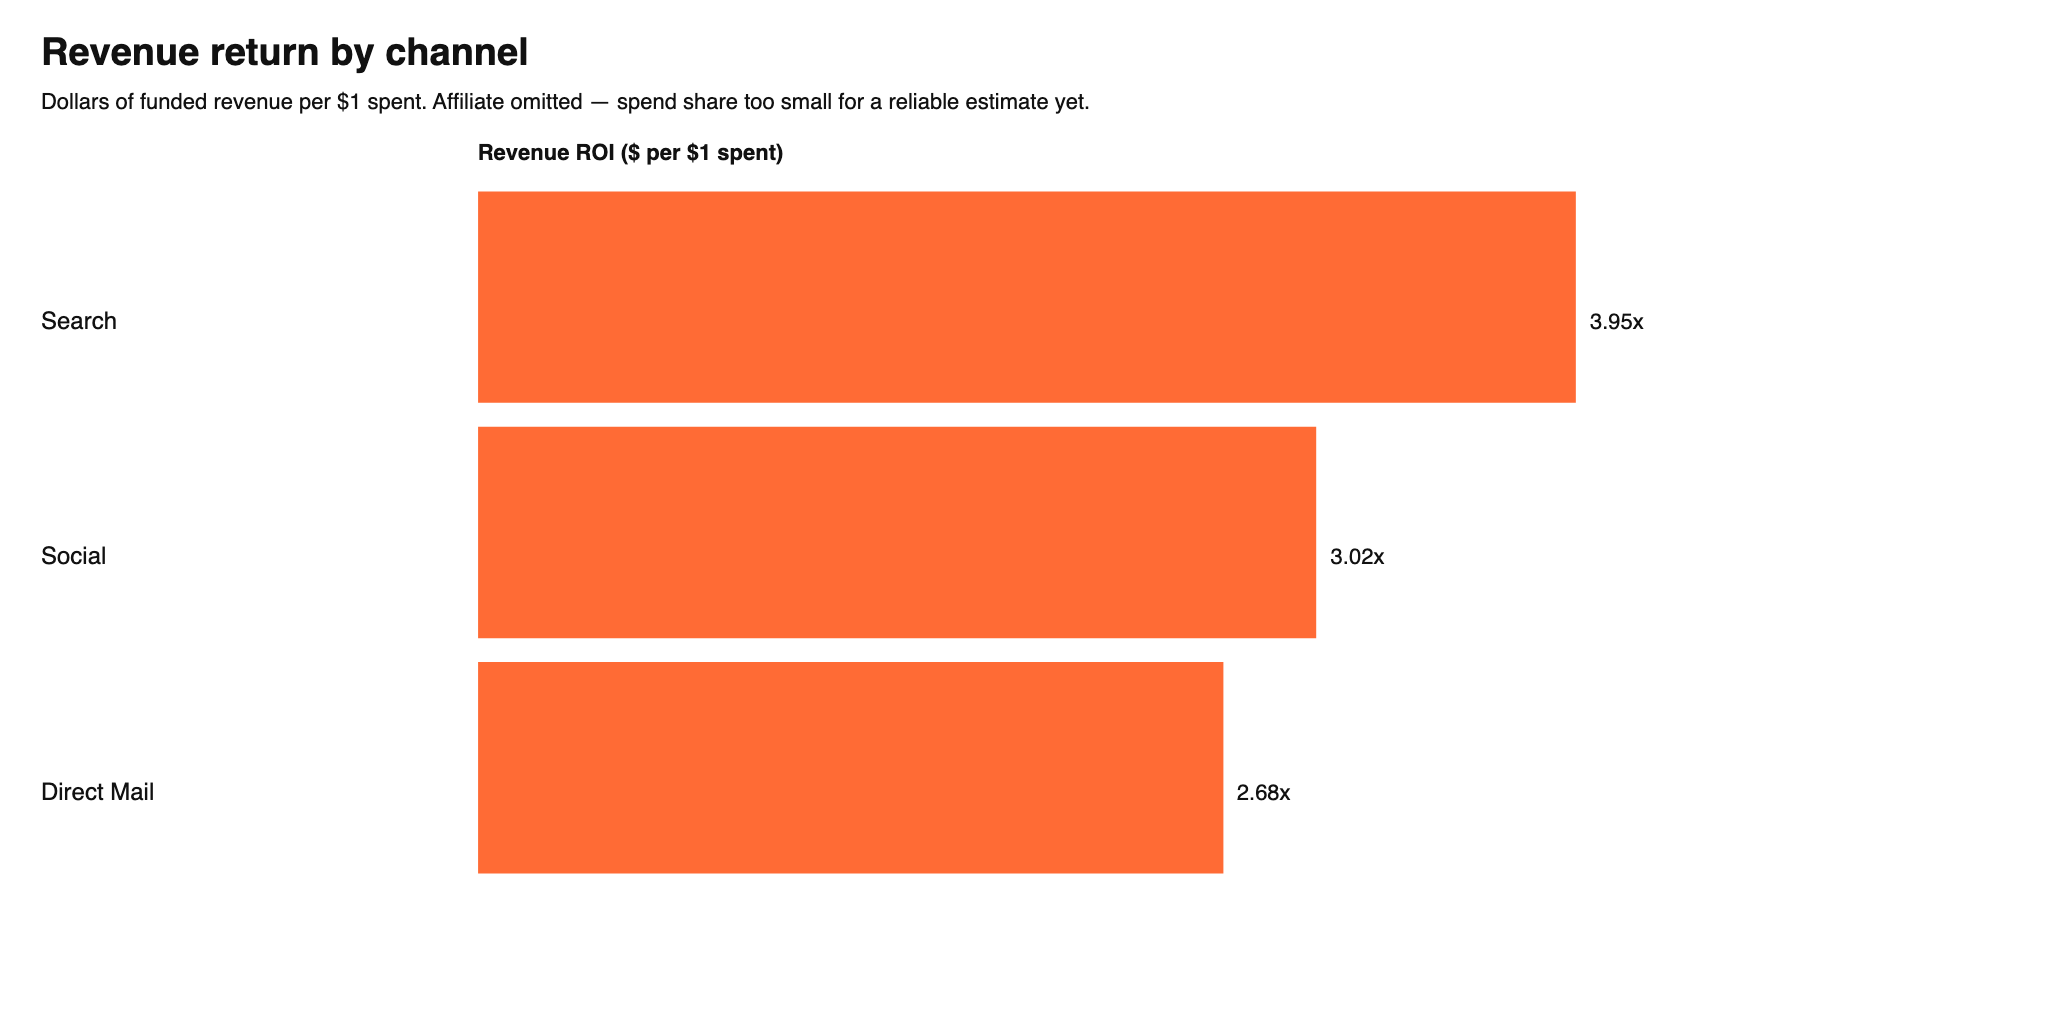 Revenue return by channel
Dollars of funded revenue per $1 spent. Affiliate omitted — spend share too small for a reliable estimate yet.
Revenue ROI ($ per $1 spent)
Search
3.95x
Social
3.02x
Direct Mail
2.68x